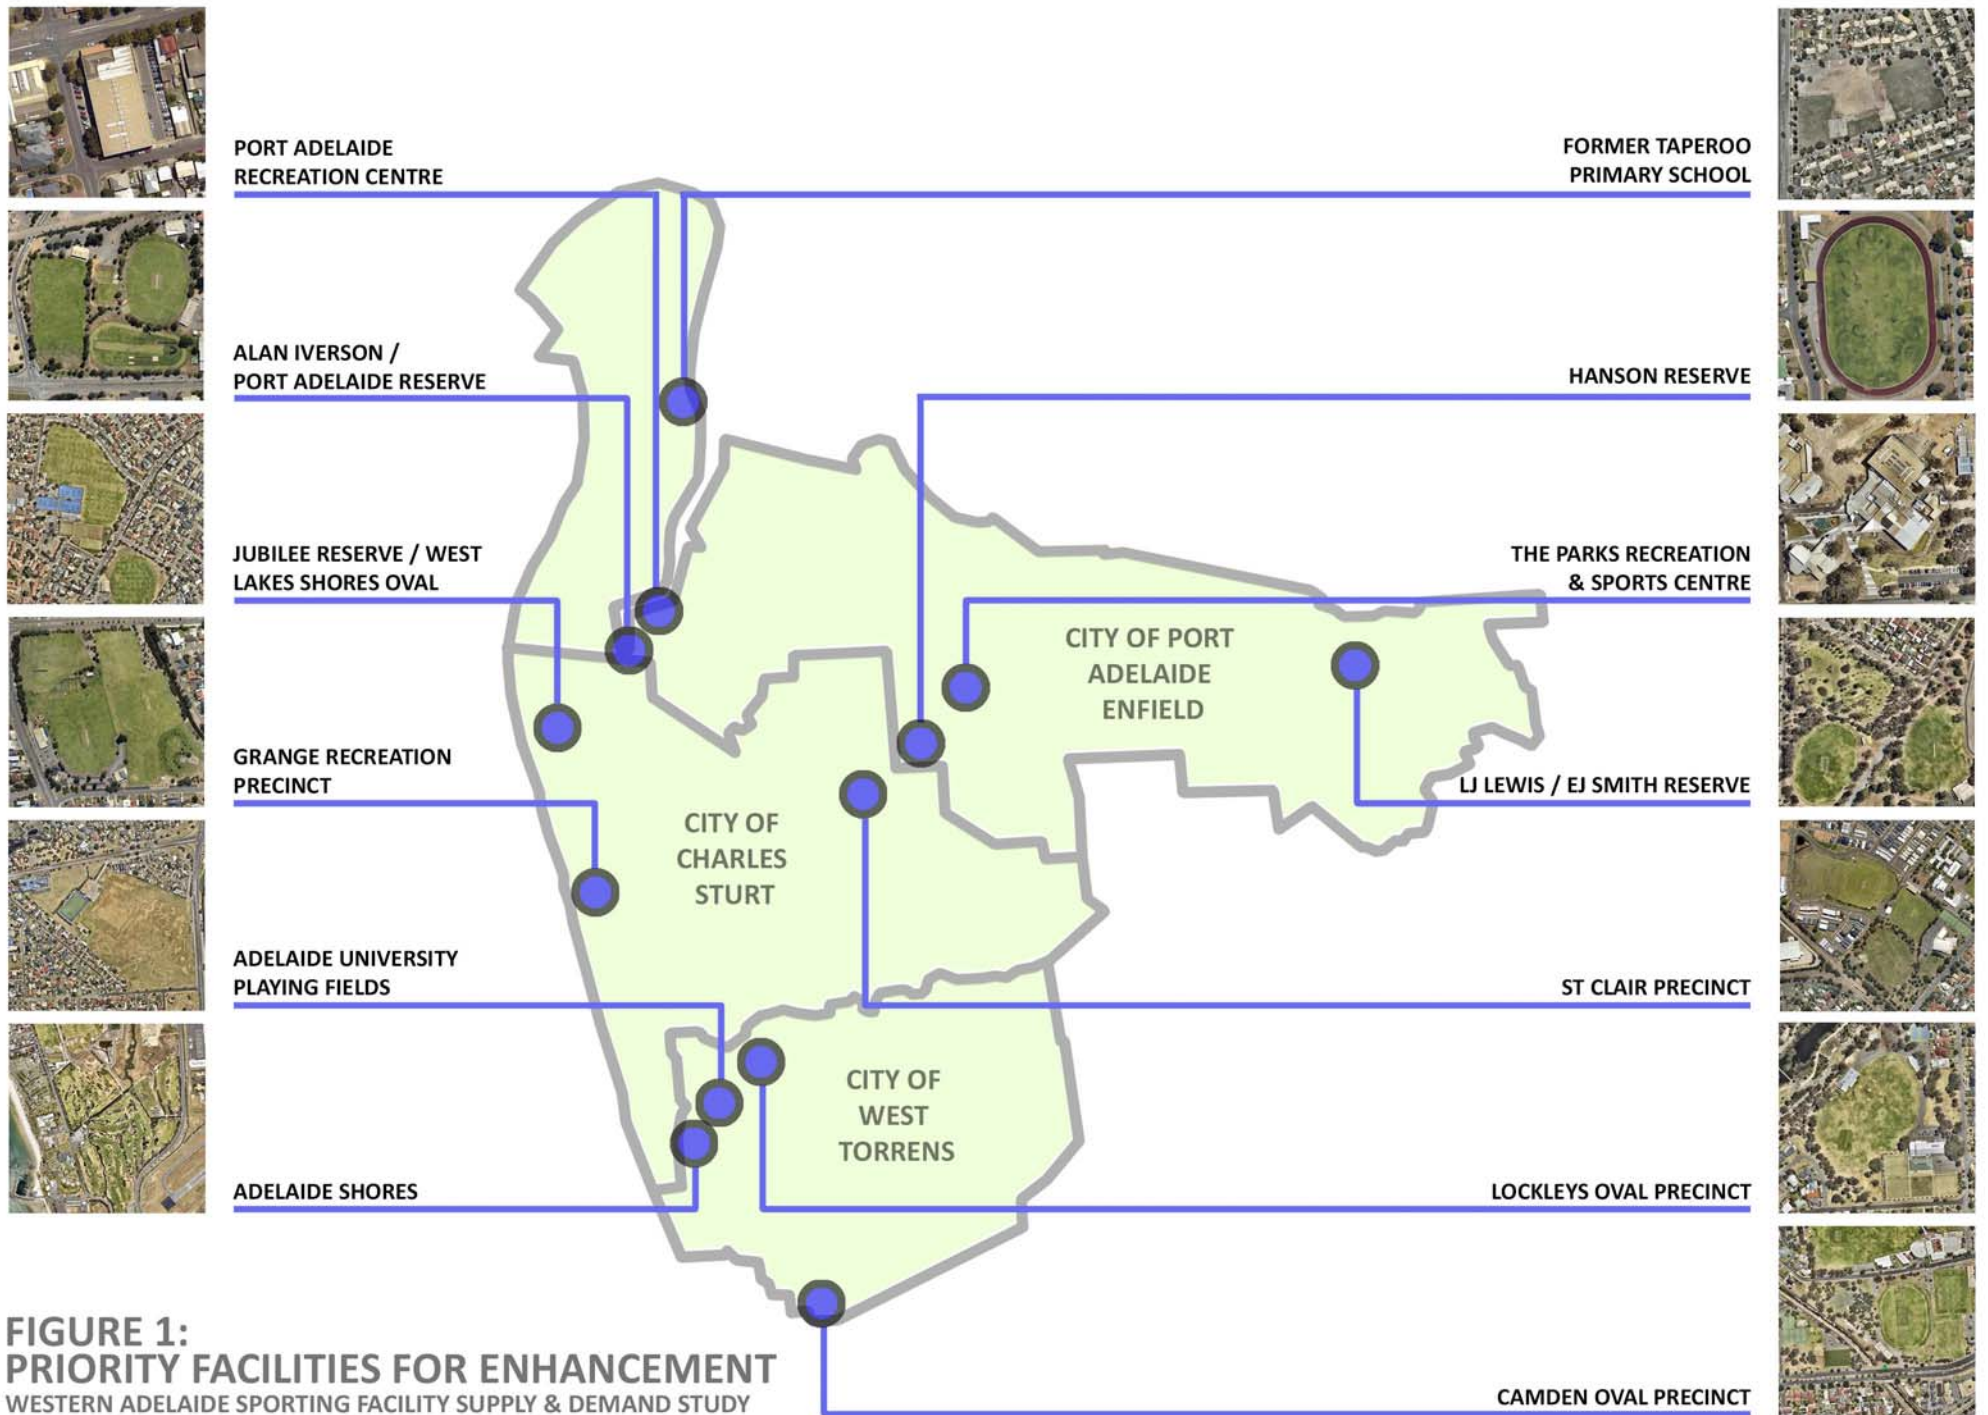 PORT ADELAIDE
RECREATION CENTRE
FORMER TAPEROO
PRIMARY SCHOOL
ALAN IVERSON /
PORT ADELAIDE RESERVE
HANSON RESERVE
JUBILEE RESERVE / WEST
LAKES SHORES OVAL
THE PARKS RECREATION
& SPORTS CENTRE
CITY OF PORT
ADELAIDE
ENFIELD
GRANGE RECREATION
PRECINCT
LJ LEWIS / EJ SMITH RESERVE
CITY OF
CHARLES
STURT
ADELAIDE UNIVERSITY
PLAYING FIELDS
ST CLAIR PRECINCT
CITY OF
WEST
TORRENS
ADELAIDE SHORES
LOCKLEYS OVAL PRECINCT
FIGURE 1:
PRIORITY FACILITIES FOR ENHANCEMENT
WESTERN ADELAIDE SPORTING FACILITY SUPPLY & DEMAND STUDY
CAMDEN OVAL PRECINCT